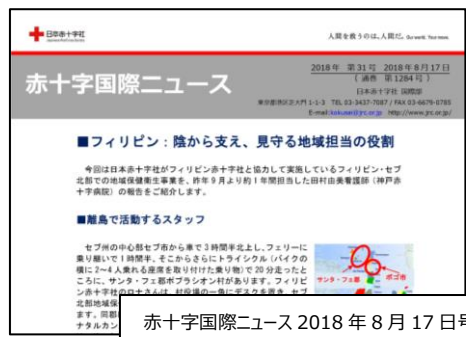 日本赤十字社
人間を救うのは、人間だ。Our world. Your move.
赤十字国際ニュース
2018年 第31号 2018年8月17日
( 通巻 第1284号 )
日本赤十字社 国際部
東京都港区芝大門1-1-3 TEL 03-3437-7087 / FAX 03-6679-0785
E-mail:kokusai@jrc.or.jp http://www.jrc.or.jp/
■フィリピン：陰から支え、見守る地域担当の役割
今回は日本赤十字社がフィリピン赤十字社と協力して実施しているフィリピン・セブ
北部での地域保健衛生事業を、昨年9月より約1年間担当した田村由美看護師（神戸赤
十字病院）の報告をご紹介します。
■離島で活動するスタッフ
セブ州の中心部セブ市から車で3時間半北上し、フェリーに
乗り継いで1時間半、そこからさらにトライシクル（バイクの
横に2~4人乗れる座席を取り付けた乗り物）で20分走ったと
ころに、サンタ・フェ郡ポブラシオン村があります。フィリピ
ン赤十字社のロナさんは、村役場の一角にデスクを置き、セブ
北部地域保
ます。同郡
ナタルカン
サンタ・フェ郡
ボゴ市
赤十字国際ニュース 2018年8月17日号